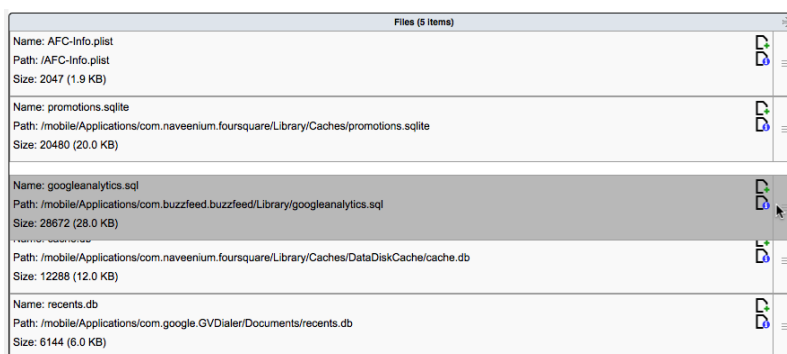 Files (5 items)
Name: AFC-Info.plist
Path: /AFC-Info.plist
Size: 2047 (1.9 KB)
Name: promotions.sqlite
Path: /mobile/Applications/com.naveenium.foursquare/Library/Caches/promotions.sqlite
Size: 20480 (20.0 KB)
Name: googleanalytics.sql
Path: /mobile/Applications/com.buzzfeed.buzzfeed/Library/googleanalytics.sql
Size: 28672 (28.0 KB)
Name: cache.db
Path: /mobile/Applications/com.naveenium.foursquare/Library/Caches/DataDiskCache/cache.db
Size: 12288 (12.0 KB)
Name: recents.db
Path: /mobile/Applications/com.google.GVDialer/Documents/recents.db
Size: 6144 (6.0 KB)